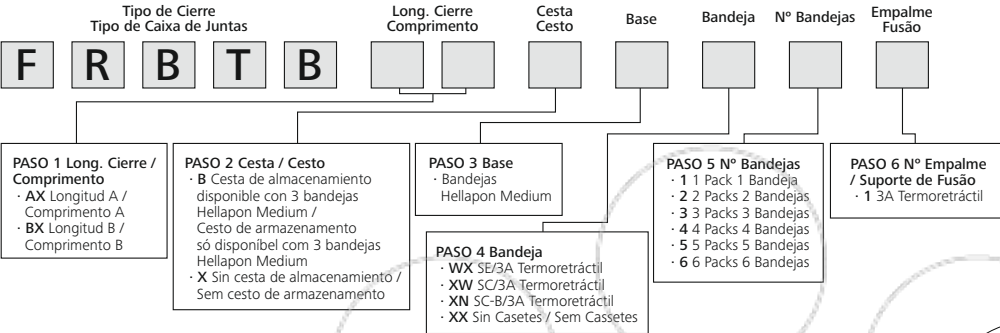 Tipo de Cierre
Tipo de Caixa de Juntas
Long. Cierre
Comprimento
Cesta
Cesto
Base
Bandeja
Nº Bandejas
Empalme
Fusão
F R B T B
PASO 1 Long. Cierre /
Comprimento
· AX Longitud A /
Comprimento A
· BX Longitud B /
Comprimento B
PASO 2 Cesta / Cesto
· B Cesta de almacenamiento
disponible con 3 bandejas
Hellapon Medium /
Cesto de armazenamento
só disponíbel com 3 bandejas
Hellapon Medium
· X Sin cesta de almacenamiento /
Sem cesto de armazenamento
PASO 3 Base
· Bandejas
Hellapon Medium
PASO 4 Bandeja
· WX SE/3A Termoretráctil
· XW SC/3A Termoretráctil
· XN SC-B/3A Termoretráctil
· XX Sin Casetes / Sem Cassetes
PASO 5 Nº Bandejas
· 1 1 Pack 1 Bandeja
· 2 2 Packs 2 Bandejas
· 3 3 Packs 3 Bandejas
· 4 4 Packs 4 Bandejas
· 5 5 Packs 5 Bandejas
· 6 6 Packs 6 Bandejas
PASO 6 Nº Empalme
/ Suporte de Fusão
· 1 3A Termoretráctil